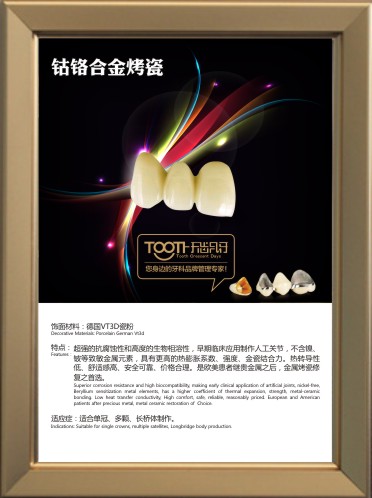 钴铬合金烤瓷
TOOTH
Tooth Crescent Days
您身边的牙科品牌管理专家!
饰面材料：德国VT3D瓷粉
Decorative Materials: Porcelain German Vt3d
特点：超强的抗腐蚀性和高度的生物相溶性，早期临床应用制作人工关节，不含镍、
铍等致敏金属元素，具有更高的热膨胀系数、强度、金瓷结合力。热转导性
低、舒适感高、安全可靠、价格合理。是欧美患者继贵金属之后，金属烤瓷修
复之首选。
Features
Superior corrosion resistance and high biocompatibility, making early clinical application of artificial joints, nickel-free,
Beryllium sensitization metal elements, has a higher coefficient of thermal expansion, strength, metal-ceramic
bonding. Low heat transfer conductivity, High comfort, safe, reliable, reasonably priced. European and American
patients after precious metal, metal ceramic restoration of Choice
适应症：适合单冠、多颗、长桥体制作。
Indications: Suitable for single crowns, multiple satellites, Longbridge body production.